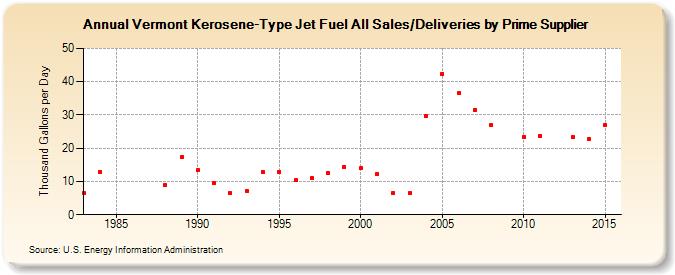 Annual Vermont Kerosene-Type Jet Fuel All Sales/Deliveries by Prime Supplier
Thousand Gallons per Day
50
40
30
20
10
0
1985 1990 1995 2000 2005 2010 2015
Source: U.S. Energy Information Administration